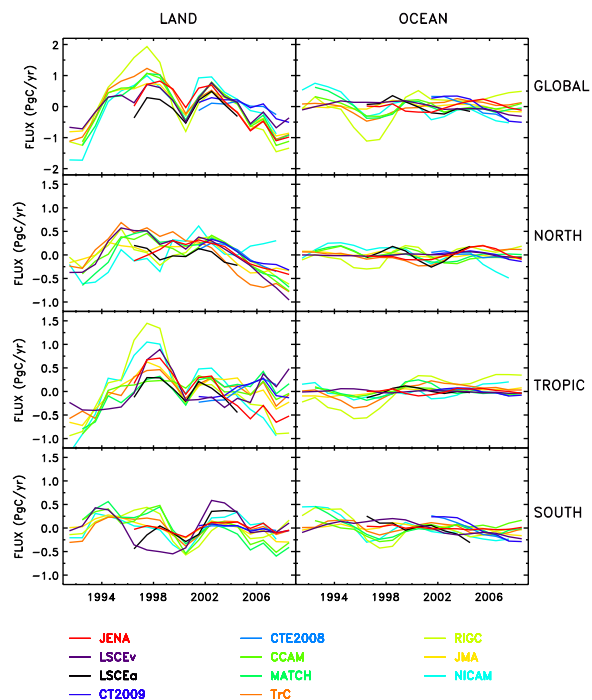 LAND OCEAN
FLUX (PgC/yr) 2 1 0 −1 −2 GLOBAL
FLUX (PgC/yr) 1.5 1.0 0.5 0.0 −0.5 −1.0 NORTH
FLUX (PgC/yr) 1.5 1.0 0.5 0.0 −0.5 −1.0 TROPIC
FLUX (PgC/yr) 1.5 1.0 0.5 0.0 −0.5 −1.0 SOUTH
1994 1998 2002 2006 1994 1998 2002 2006
JENA CTE2008 RIGC
LSCEv CCAM JMA
LSCEa MATCH NICAM
CT2009 TrC